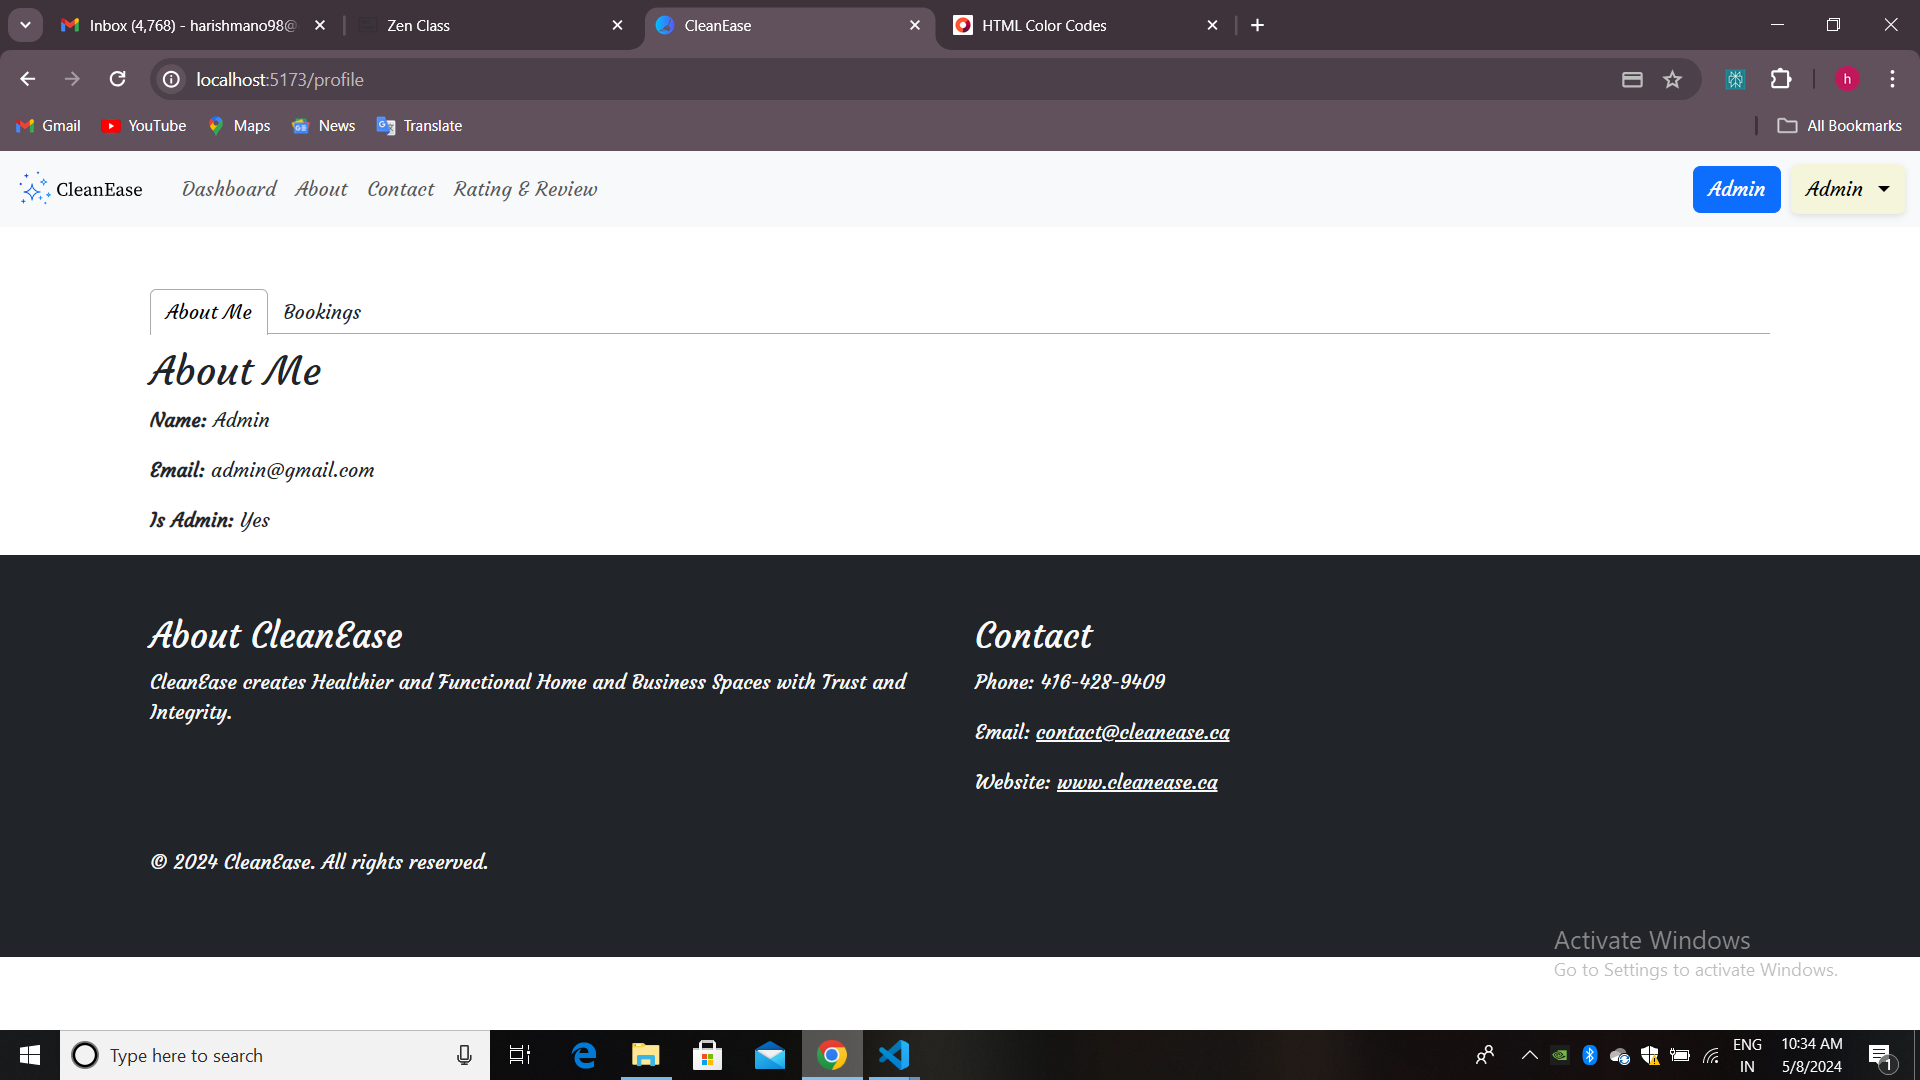 Inbox (4,768) - harishmano98@
Zen Class
CleanEase
HTML Color Codes
localhost:5173/profile
h
Gmail
YouTube
Maps
News
Translate
All Bookmarks
CleanEase
Dashboard
About
Contact
Rating & Review
Admin
Admin
About Me
Bookings
About Me
Name: Admin
Email: admin@gmail.com
Is Admin: Yes
About CleanEase
CleanEase creates Healthier and Functional Home and Business Spaces with Trust and
Integrity.
Contact
Phone: 416-428-9409
Email: contact@cleanease.ca
Website: www.cleanease.ca
© 2024 CleanEase. All rights reserved.
Activate Windows
Go to Settings to activate Windows.
Type here to search
ENG
IN
10:34 AM
5/8/2024
1